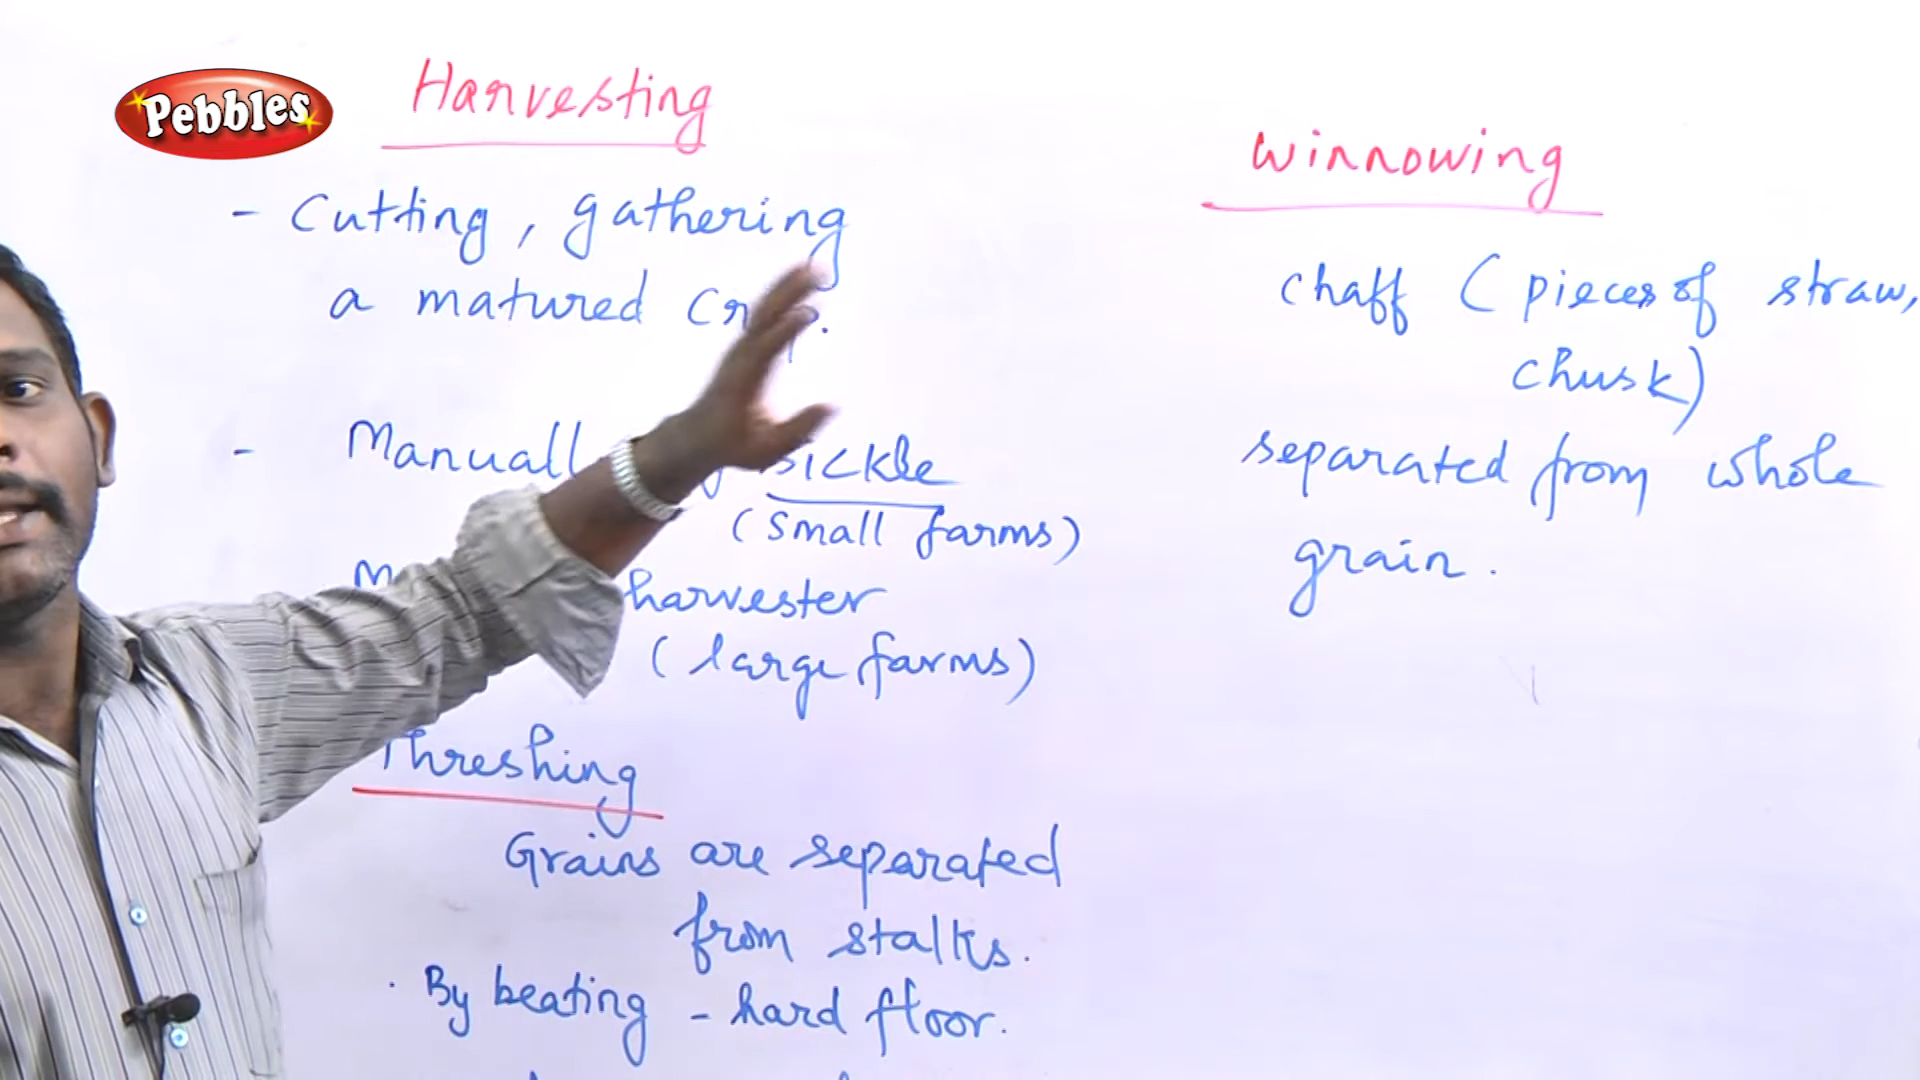 Pebbles
Harvesting
- Cutting, gathering
a matured
- sickle
(small farms)
harvester
(large farms)
Threshing
Grains are separated
from stalks.
. By beating - hard floor.
Winnowing
chaff (pieces of straw,
chusk)
separated from whole
grain.